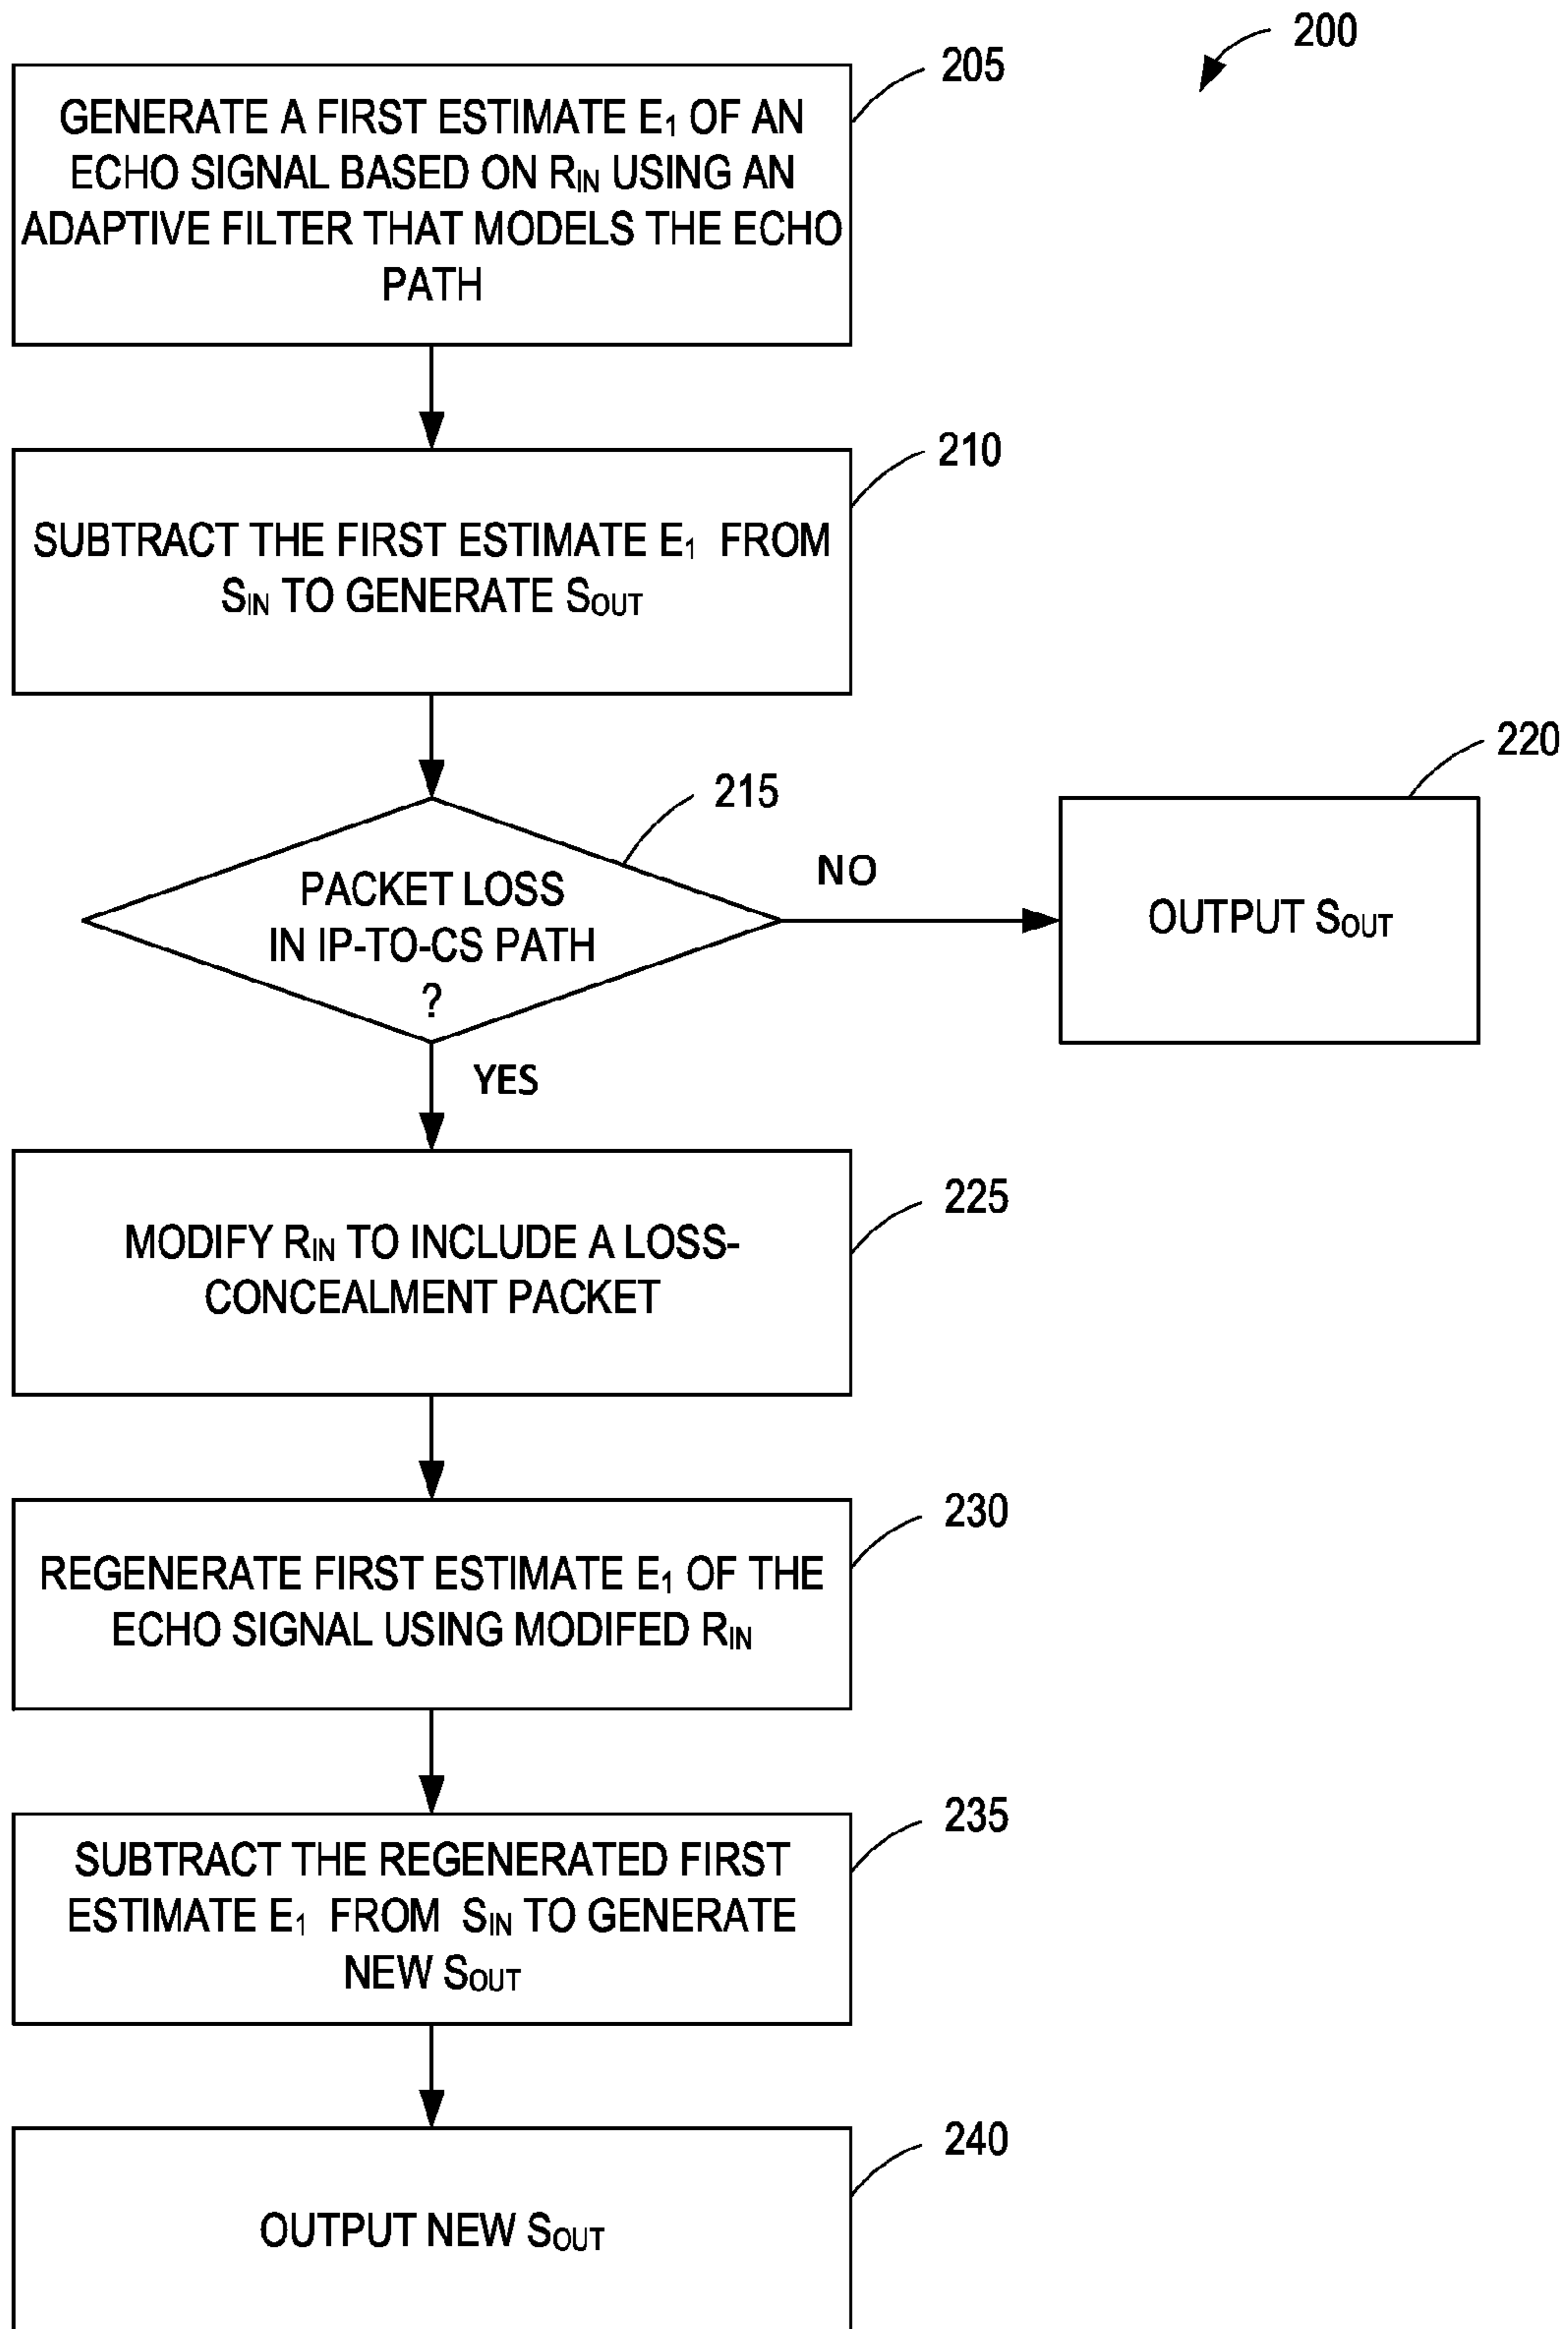 200
205
GENERATE A FIRST ESTIMATE E₁ OF AN
ECHO SIGNAL BASED ON RIN USING AN
ADAPTIVE FILTER THAT MODELS THE ECHO
PATH
210
SUBTRACT THE FIRST ESTIMATE E₁ FROM
SIN TO GENERATE SOUT
215
PACKET LOSS
IN IP-TO-CS PATH
?
NO
220
OUTPUT SOUT
YES
225
MODIFY RIN TO INCLUDE A LOSS-
CONCEALMENT PACKET
230
REGENERATE FIRST ESTIMATE E₁ OF THE
ECHO SIGNAL USING MODIFED RIN
235
SUBTRACT THE REGENERATED FIRST
ESTIMATE E₁ FROM SIN TO GENERATE
NEW SOUT
240
OUTPUT NEW SOUT